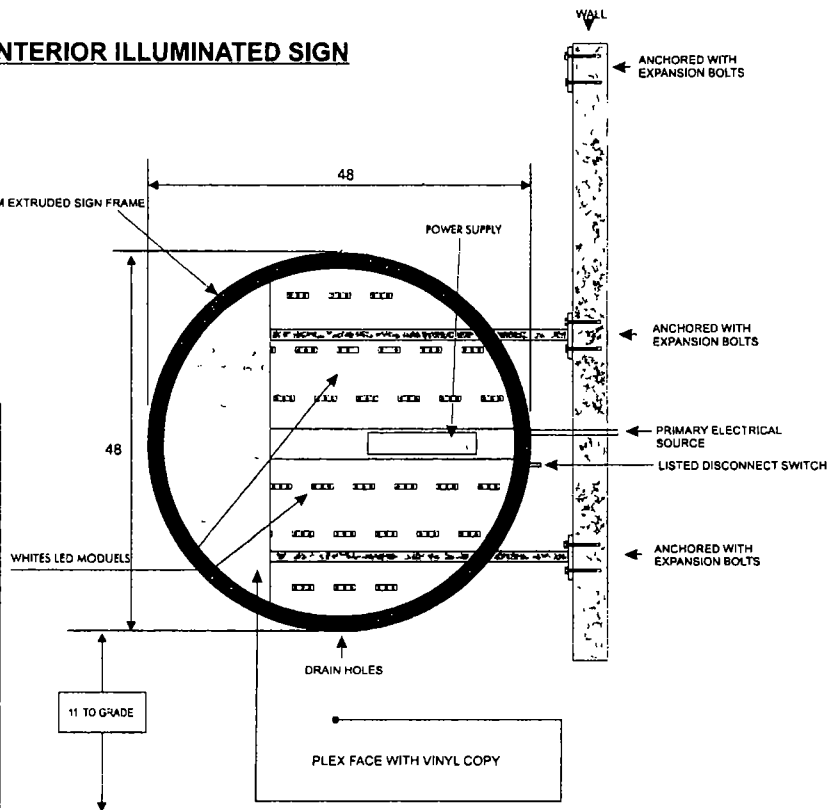 WALL
NTERIOR ILLUMINATED SIGN
ANCHORED WITH
EXPANSION BOLTS
48
M EXTRUDED SIGN FRAME
POWER SUPPLY
ANCHORED WITH
EXPANSION BOLTS
PRIMARY ELECTRICAL
SOURCE
48
LISTED DISCONNECT SWITCH
WHITES LED MODUELS
ANCHORED WITH
EXPANSION BOLTS
DRAIN HOLES
11 TO GRADE
PLEX FACE WITH VINYL COPY